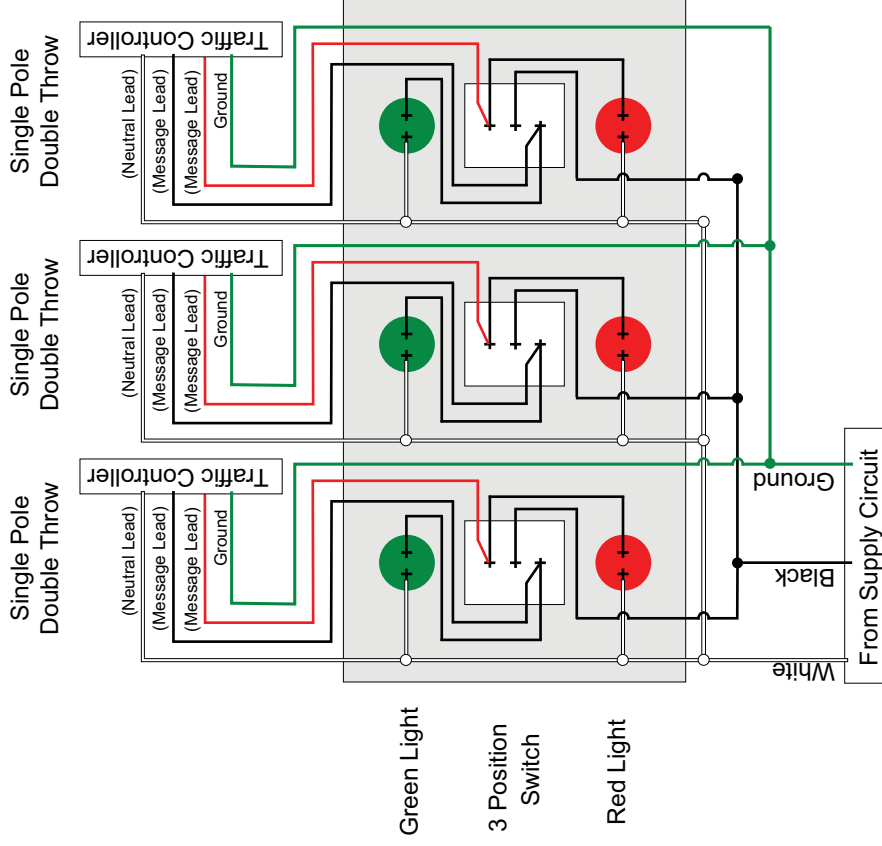 Single Pole
Double Throw
Single Pole
Double Throw
Single Pole
Double Throw
Traffic Controller
(Neutral Lead)
(Message Lead)
(Message Lead)
Ground
Traffic Controller
(Neutral Lead)
(Message Lead)
(Message Lead)
Ground
Traffic Controller
(Neutral Lead)
(Message Lead)
(Message Lead)
Ground
Green Light
3 Position
Switch
Red Light
White
Black
Ground
From Supply Circuit